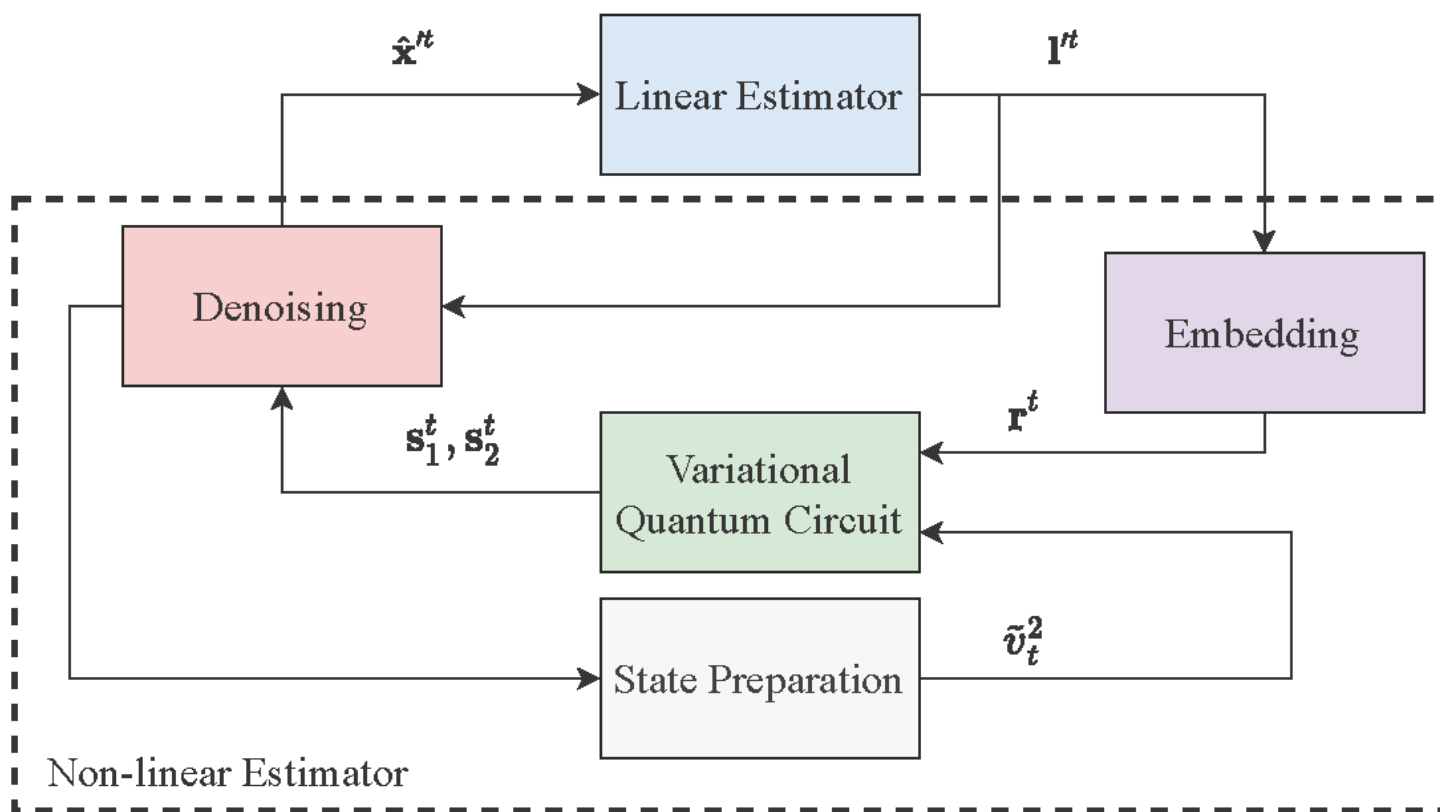 x̂′ᵗ
l′ᵗ
Linear Estimator
Denoising
Embedding
rᵗ
s₁ᵗ, s₂ᵗ
Variational
Quantum Circuit
ṽₜ²
State Preparation
Non-linear Estimator